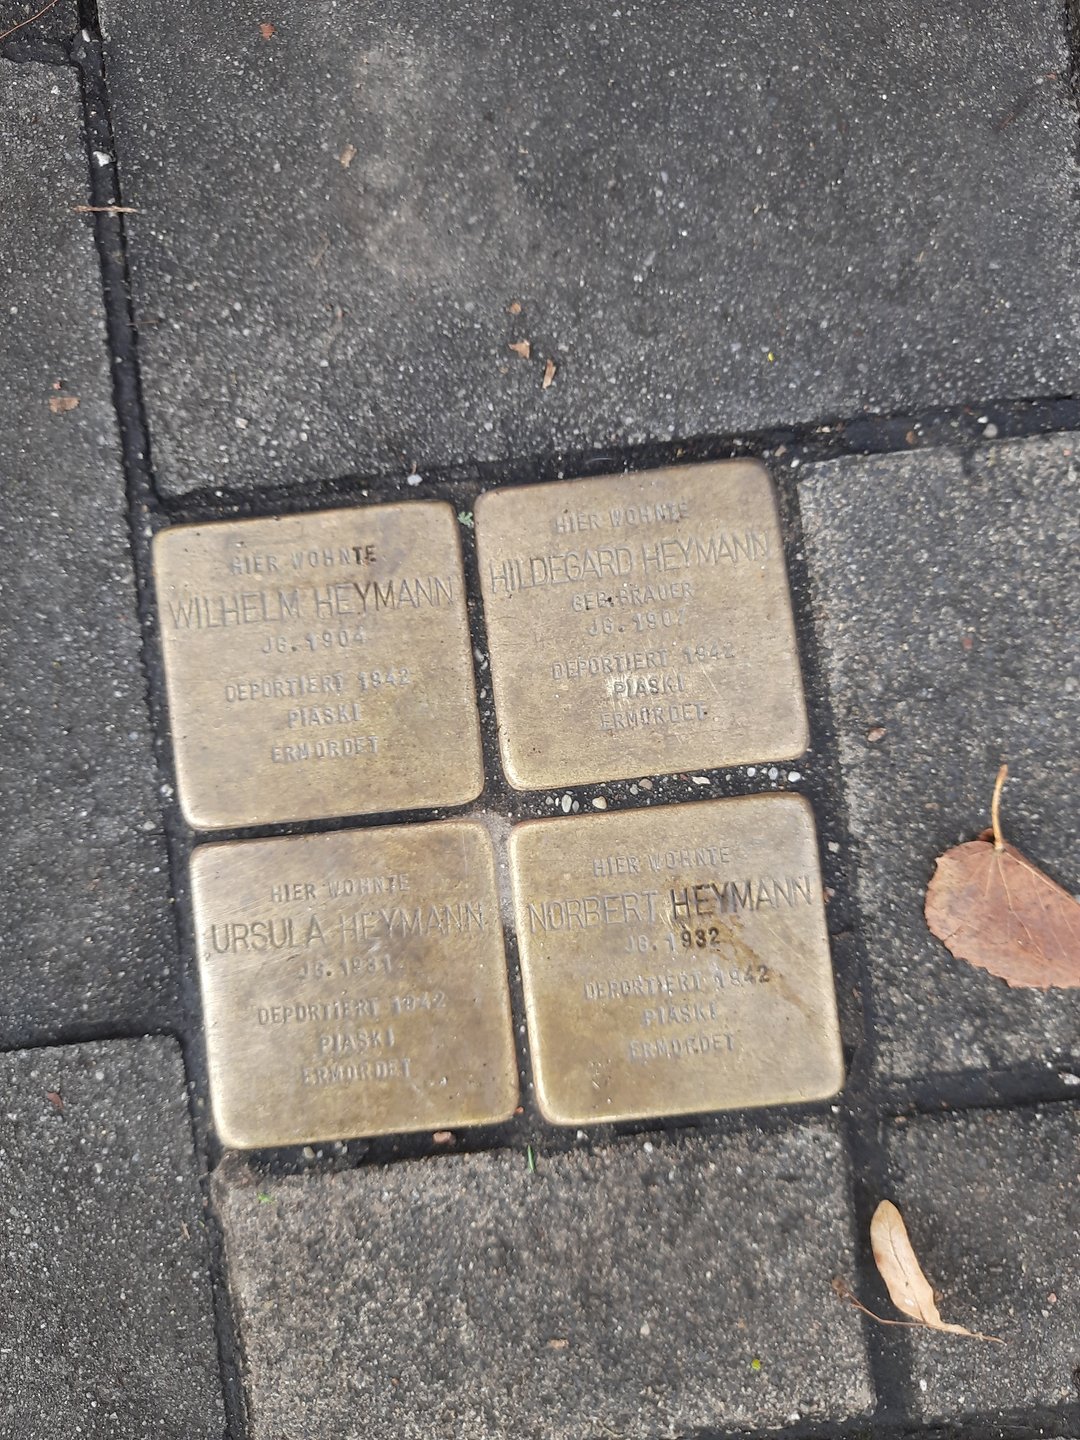 HIER WOHNTE
WILHELM HEYMANN
JG. 1904
DEPORTIERT 1942
PIASKI
ERMORDET
HIER WOHNTE
HILDEGARD HEYMANN
GEB. BRAUER
JG. 1907
DEPORTIERT 1942
PIASKI
ERMORDET
HIER WOHNTE
URSULA HEYMANN
JG. 1931
DEPORTIERT 1942
PIASKI
ERMORDET
HIER WOHNTE
NORBERT HEYMANN
JG. 1932
DEPORTIERT 1942
PIASKI
ERMORDET